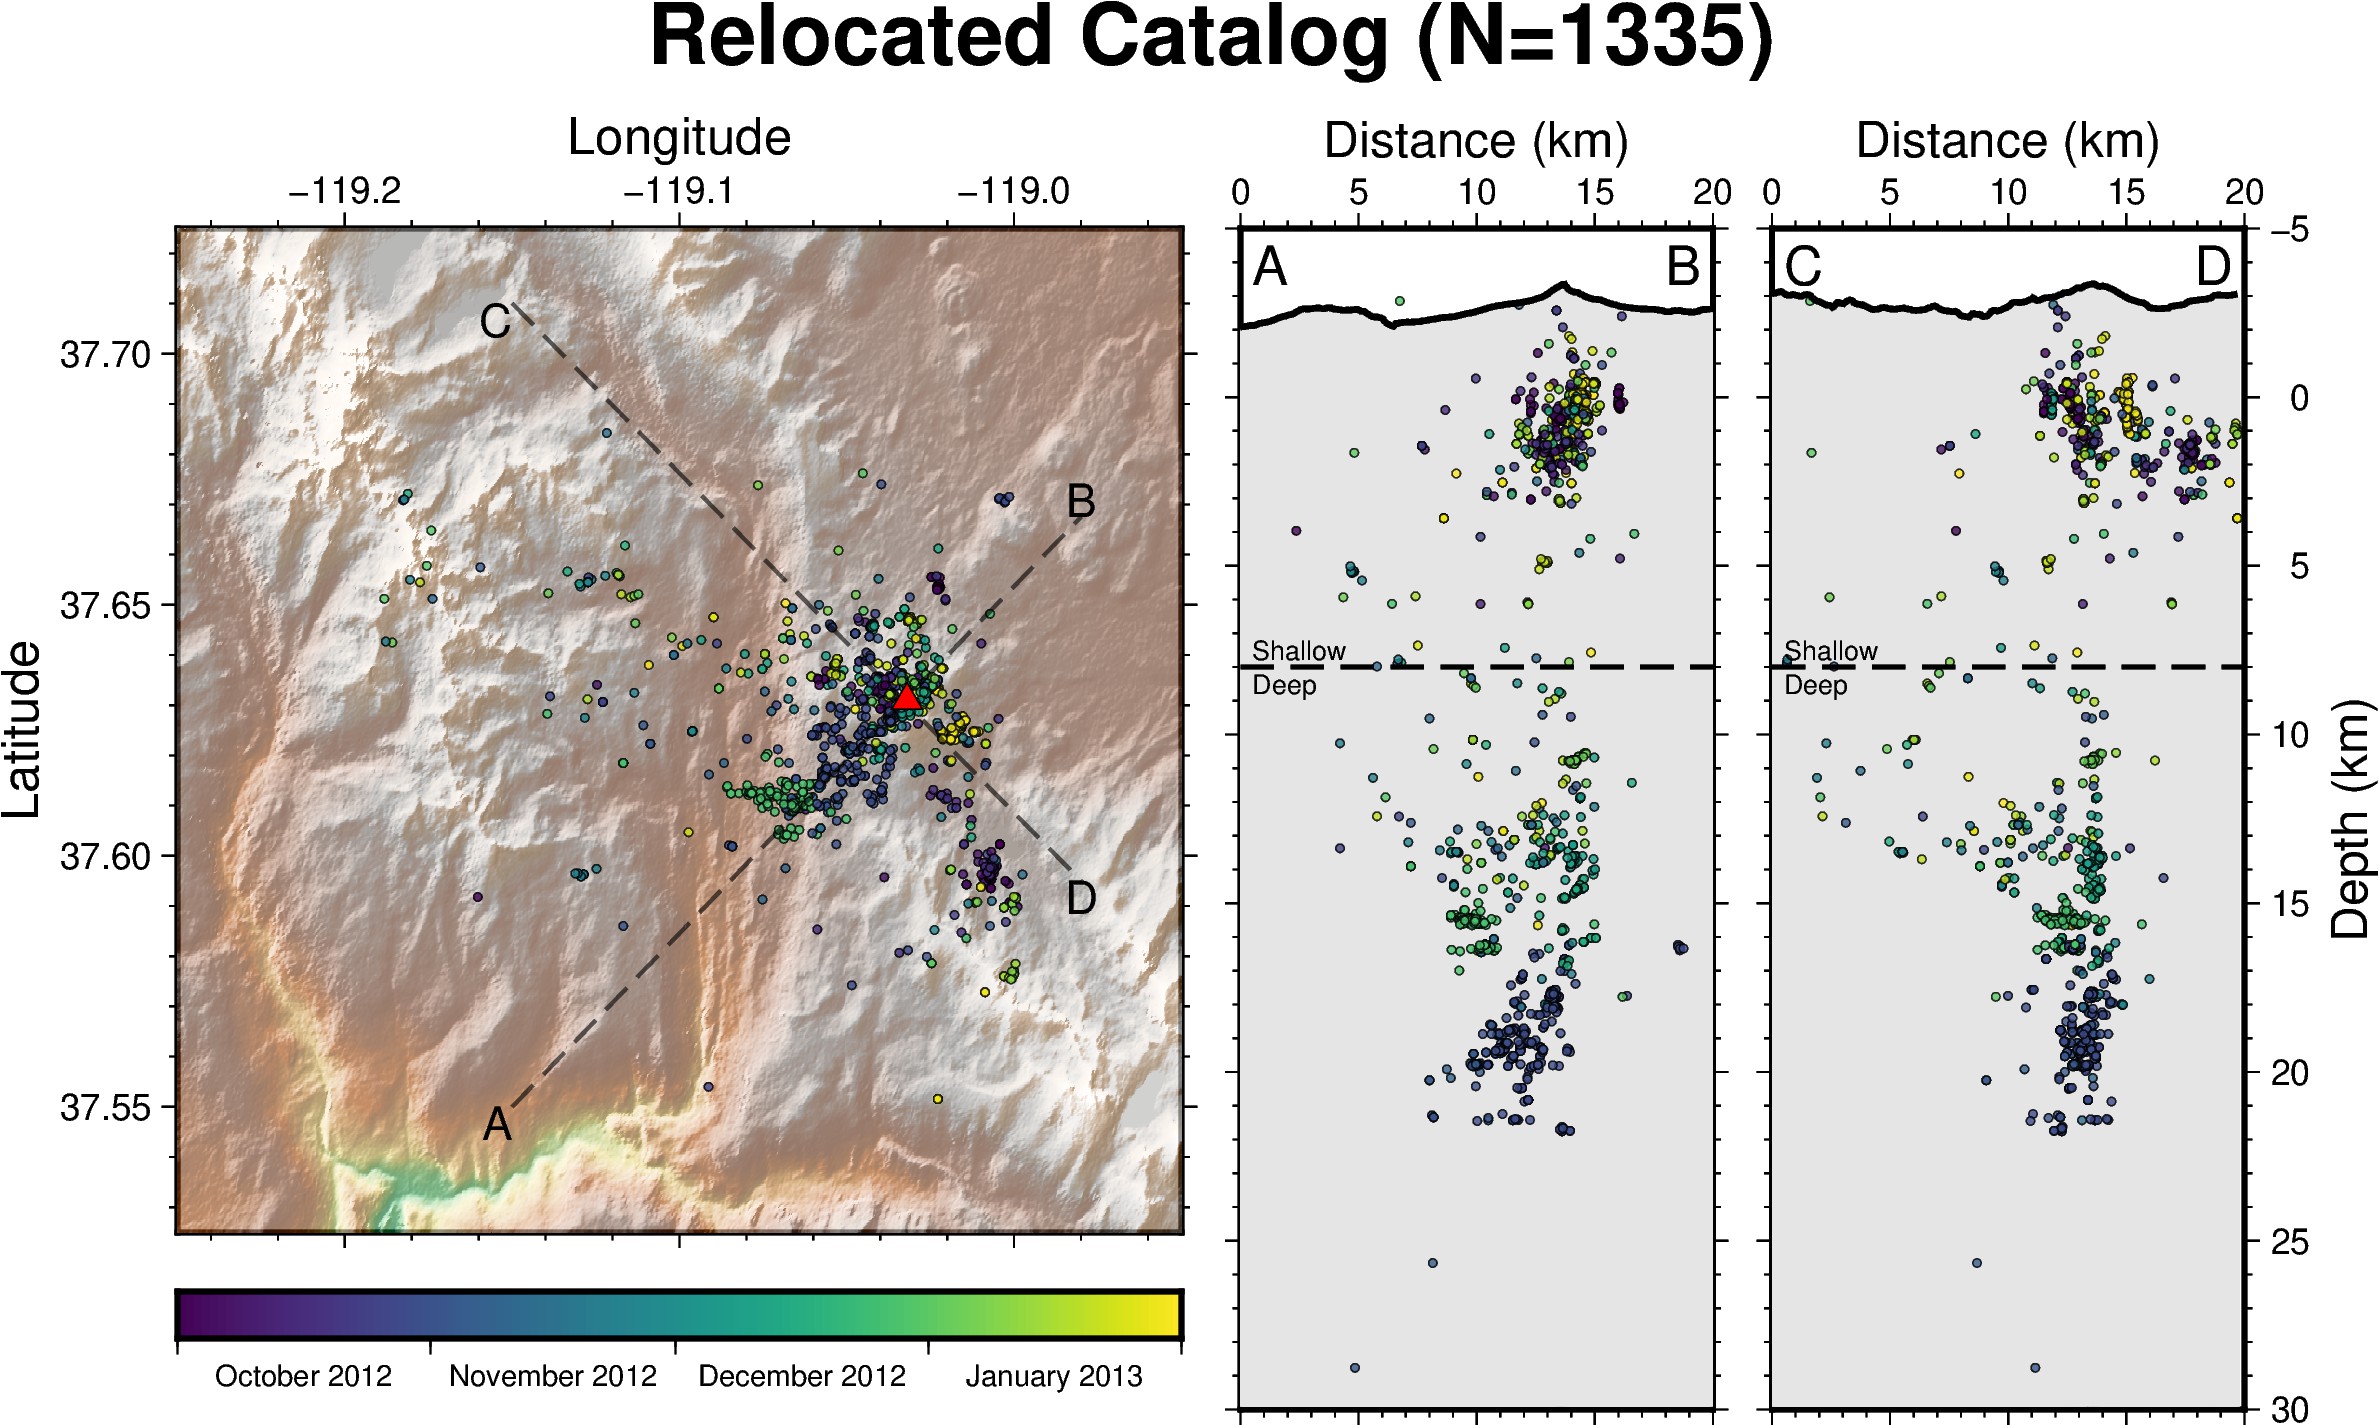 Relocated Catalog (N=1335)
Longitude
−119.2 −119.1 −119.0
Latitude
37.70
37.65
37.60
37.55
C
B
D
A
October 2012 November 2012 December 2012 January 2013
Distance (km)
0 5 10 15 20
A B
Shallow
Deep
Distance (km)
0 5 10 15 20
C D
Shallow
Deep
−5
0
5
10
15
20
25
30
Depth (km)